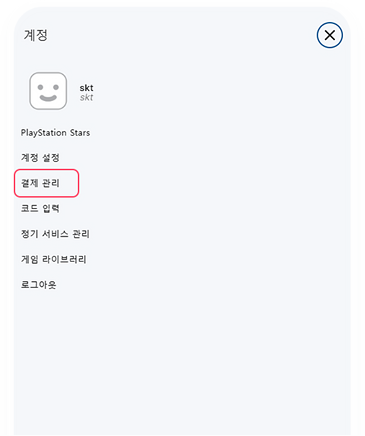 계정
skt
skt
PlayStation Stars
계정 설정
결제 관리
코드 입력
정기 서비스 관리
게임 라이브러리
로그아웃